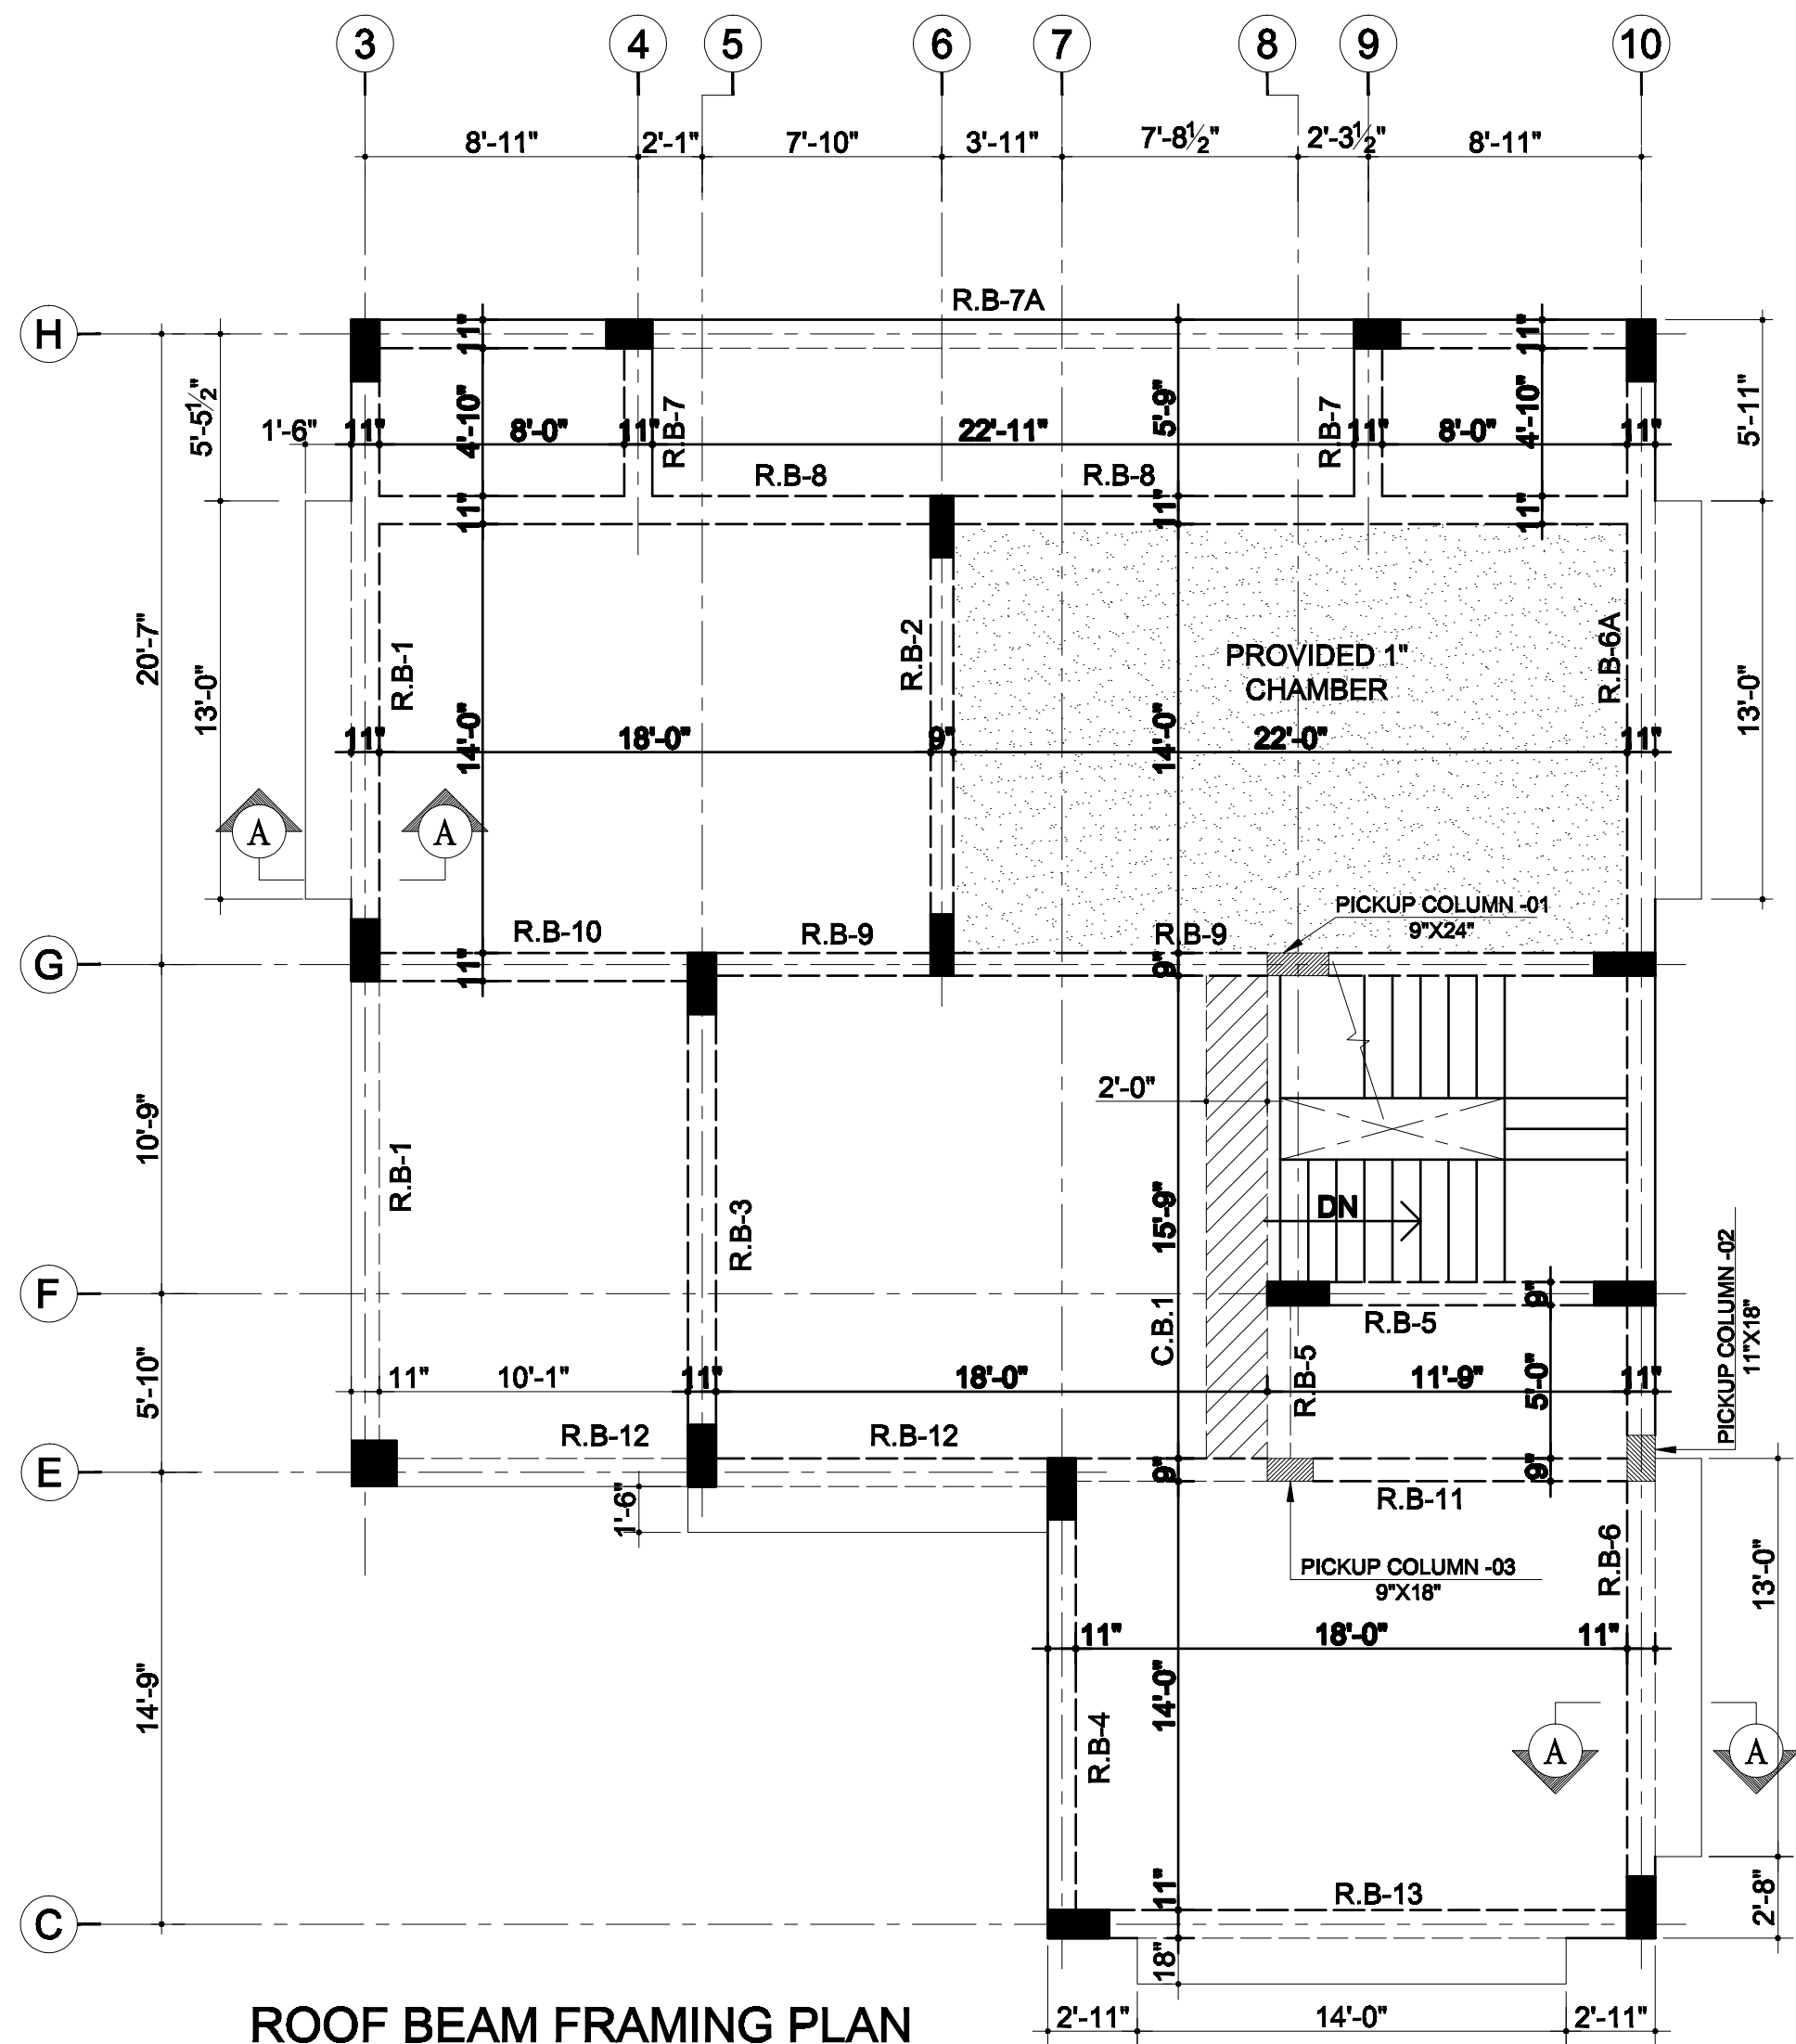 3 4 5 6 7 8 9 10
8'-11" 2'-1" 7'-10" 3'-11" 7'-8½" 2'-3½" 8'-11"
R.B-7A
H
11" 11"
5'-5½" 4'-10" R.B-7 5'-9" R.B-7 4'-10" 5'-11"
1'-6" 11" 8'-0" 11" 22'-11" 11" 8'-0" 11"
R.B-8 R.B-8
11" 11" 11"
20'-7" R.B-1 R.B-2 R.B-6A
PROVIDED 1"
CHAMBER
13'-0" 14'-0" 14'-0" 13'-0"
11" 18'-0" 9" 22'-0" 11"
A A
PICKUP COLUMN -01
9"X24"
R.B-10 R.B-9 R.B-9
G
11" 9"
2'-0"
10'-9" R.B-1 R.B-3 15'-9"
DN
PICKUP COLUMN -02
11"X18"
F
9"
C.B.1 R.B-5
5'-10" R.B-5 5'-0"
11" 10'-1" 11" 18'-0" 11'-9" 11"
R.B-12 R.B-12
E
9" 9"
1'-6" R.B-11
R.B-6
PICKUP COLUMN -03
9"X18"
13'-0"
11" 18'-0" 11"
14'-9" R.B-4 14'-0"
A A
R.B-13
11" 2'-8"
C
18"
ROOF BEAM FRAMING PLAN
2'-11" 14'-0" 2'-11"